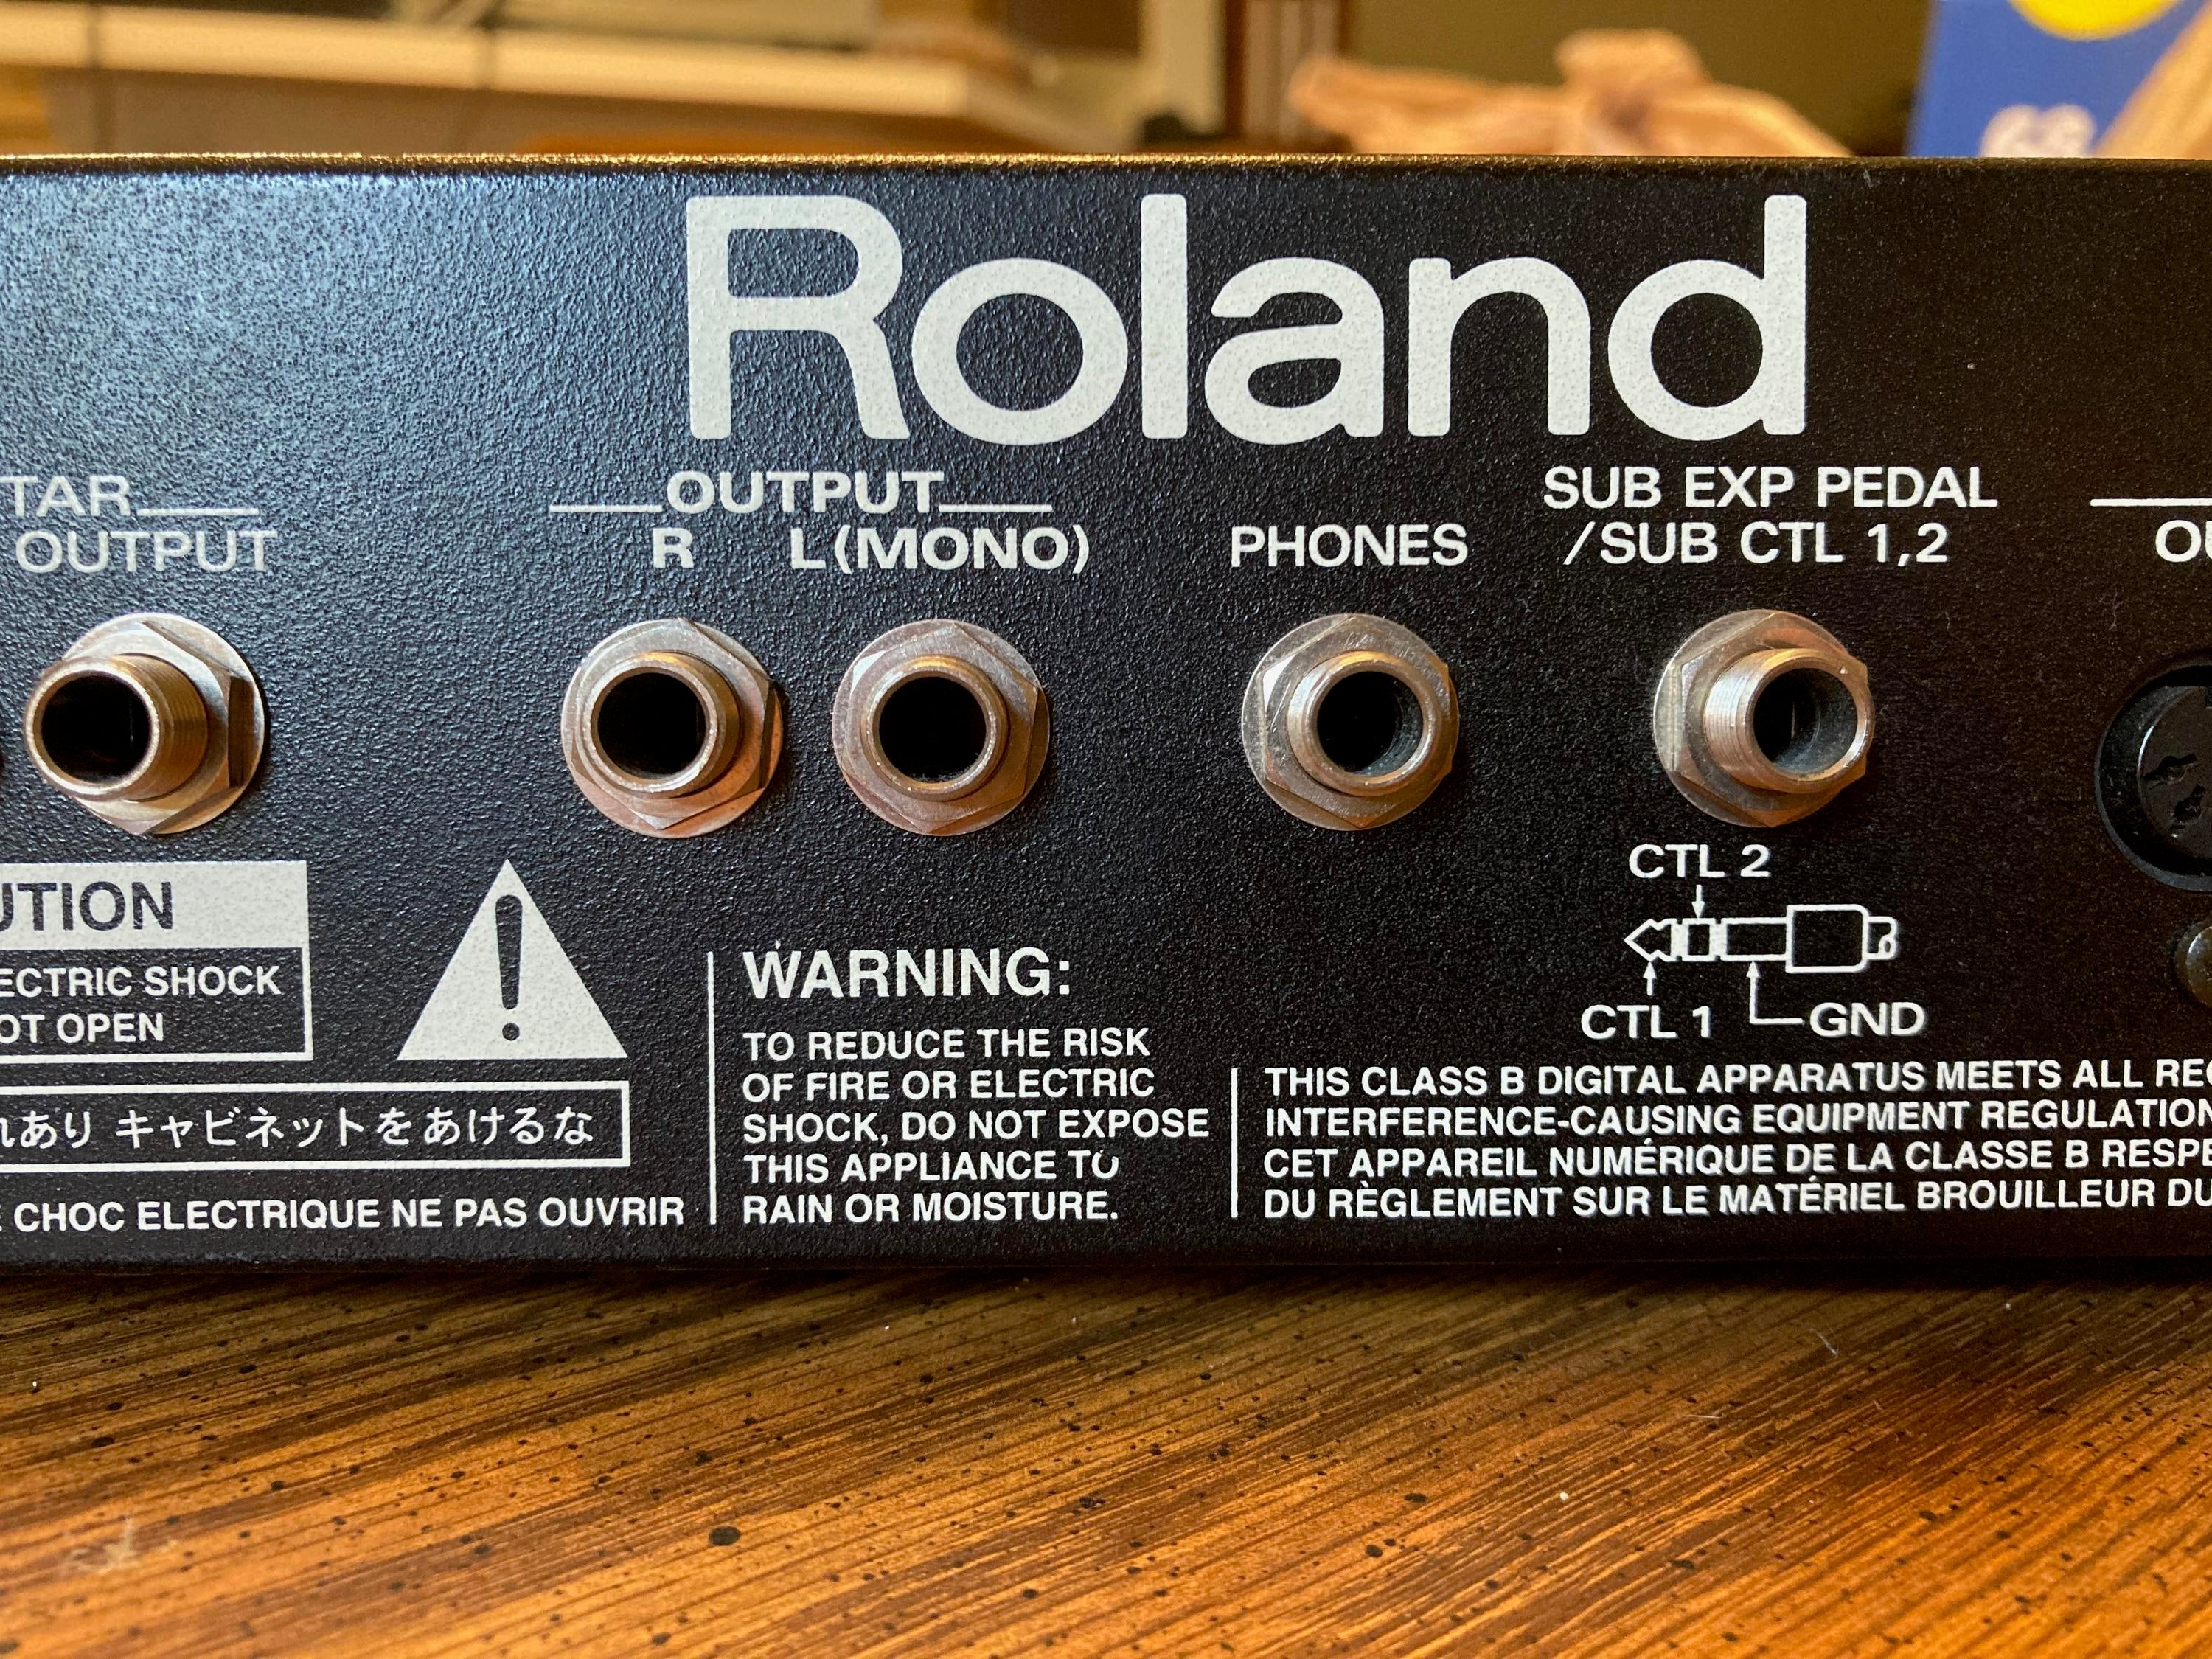 Roland
TAR
OUTPUT
OUTPUT
R L(MONO)
PHONES
SUB EXP PEDAL
/SUB CTL 1,2
OU
CTL 2
CTL 1 GND
UTION
ECTRIC SHOCK
OT OPEN
れあり キャビネットをあけるな
E CHOC ELECTRIQUE NE PAS OUVRIR
WARNING:
TO REDUCE THE RISK
OF FIRE OR ELECTRIC
SHOCK, DO NOT EXPOSE
THIS APPLIANCE TO
RAIN OR MOISTURE.
THIS CLASS B DIGITAL APPARATUS MEETS ALL REG
INTERFERENCE-CAUSING EQUIPMENT REGULATION
CET APPAREIL NUMÉRIQUE DE LA CLASSE B RESPE
DU RÈGLEMENT SUR LE MATÉRIEL BROUILLEUR DU